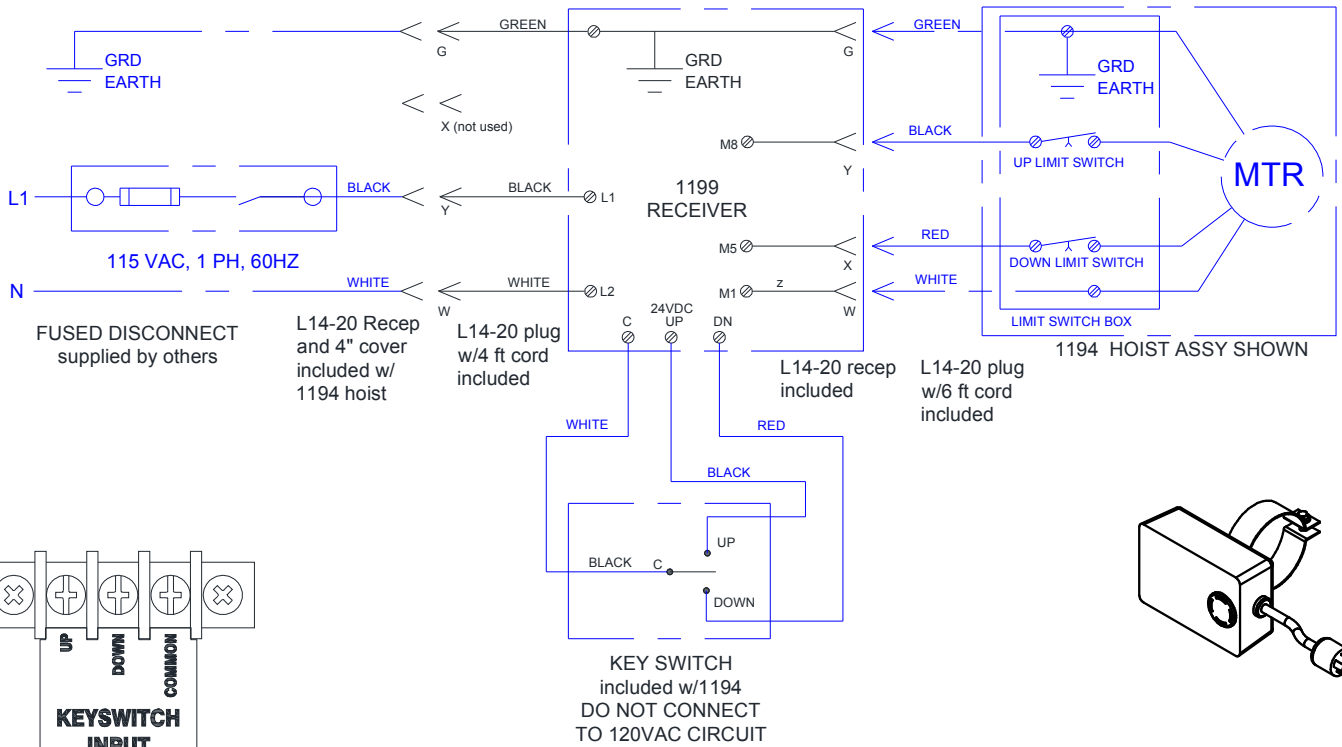 GREEN
GREEN
GRD
EARTH
G
GRD
EARTH
G
GRD
EARTH
X (not used)
M8
BLACK
UP LIMIT SWITCH
Y
MTR
L1
BLACK
BLACK
Y
L1
1199
RECEIVER
115 VAC, 1 PH, 60HZ
M5
RED
X
DOWN LIMIT SWITCH
N
WHITE
WHITE
W
L2
M1
z
WHITE
W
LIMIT SWITCH BOX
C
24VDC
UP
DN
1194 HOIST ASSY SHOWN
FUSED DISCONNECT
supplied by others
L14-20 Recep
and 4" cover
included w/
1194 hoist
L14-20 plug
w/4 ft cord
included
L14-20 recep
included
L14-20 plug
w/6 ft cord
included
WHITE
RED
BLACK
BLACK
C
UP
DOWN
KEY SWITCH
included w/1194
DO NOT CONNECT
TO 120VAC CIRCUIT
UP
DOWN
COMMON
KEYSWITCH
INPUT